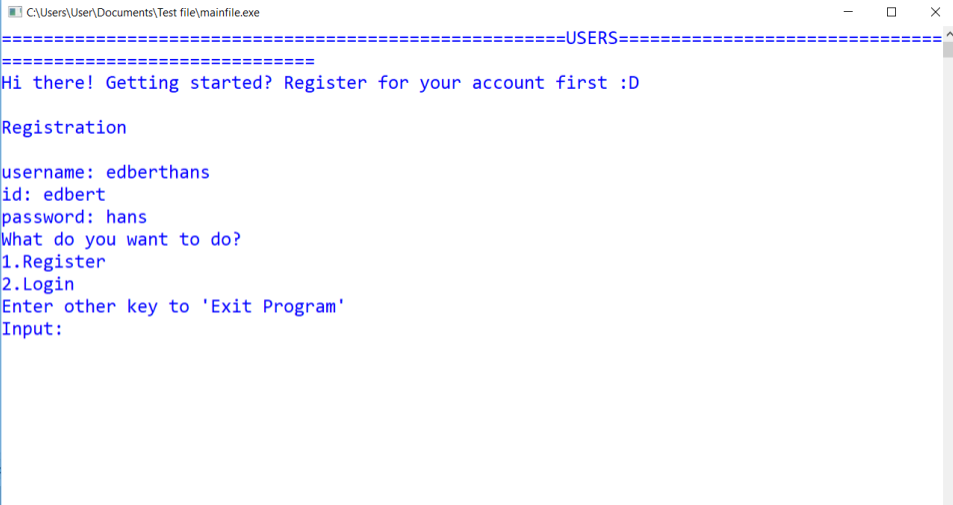 C:\Users\User\Documents\Test file\mainfile.exe
======================================================USERS===============================
==============================
Hi there! Getting started? Register for your account first :D
Registration
username: edberthans
id: edbert
password: hans
What do you want to do?
1.Register
2.Login
Enter other key to 'Exit Program'
Input: